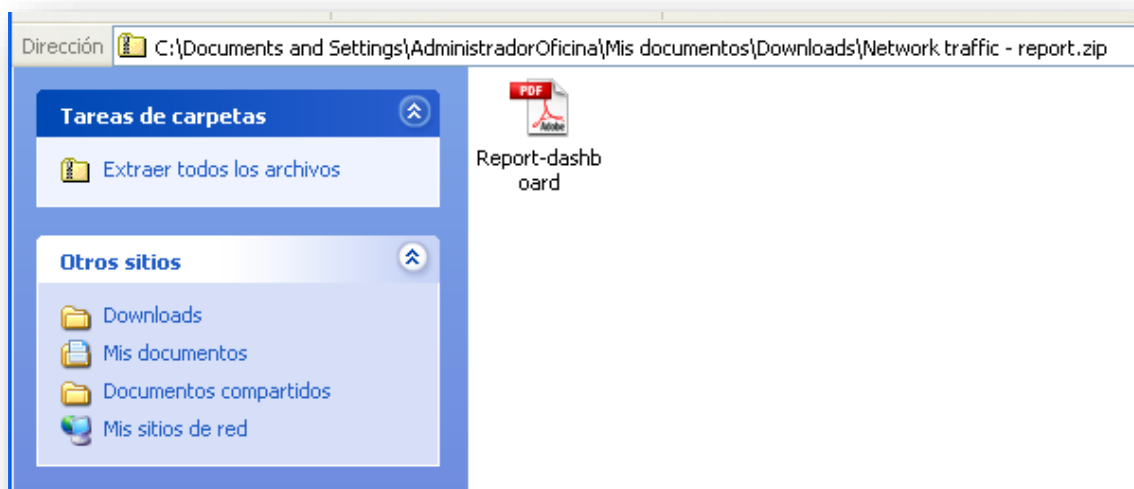 Dirección C:\Documents and Settings\AdministradorOficina\Mis documentos\Downloads\Network traffic - report.zip
Tareas de carpetas
Extraer todos los archivos
Otros sitios
Downloads
Mis documentos
Documentos compartidos
Mis sitios de red
PDF
Adobe
Report-dashb
oard